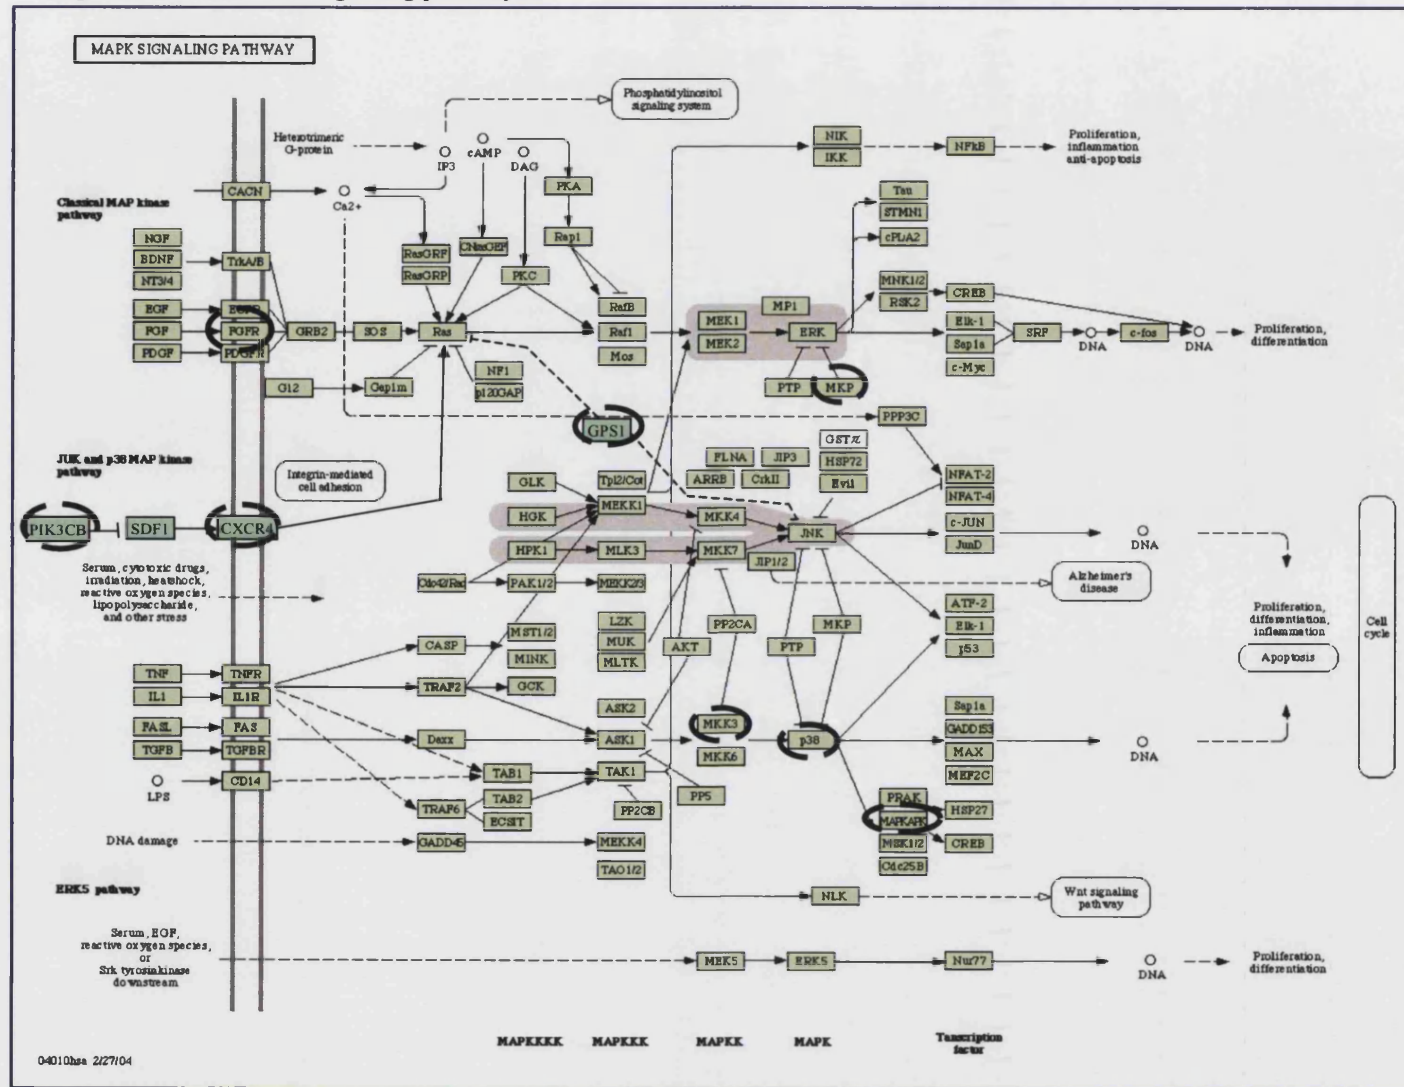 MAPK SIGNALING PATHWAY
Phosphatidylinositol
signaling system
Heterotrimeric
G-protein
IP3
cAMP
DAG
NIK
IKK
NFkB
Proliferation,
inflammation
anti-apoptosis
Classical MAP kinase
pathway
CACN
Ca2+
PKA
Rap1
Tau
STMN1
cPLA2
NGF
BDNF
NT3/4
TrkA/B
RasGRF
RasGRP
CNrasGEF
PKC
RafB
MP1
MNK1/2
RSK2
CREB
EGF
EGFR
FGF
FGFR
PDGF
PDGFR
GRB2
SOS
Ras
Raf1
Mos
MEK1
MEK2
ERK
Elk-1
Sap1a
c-Myc
SRF
DNA
c-fos
DNA
Proliferation,
differentiation
G12
Gap1m
NF1
p120GAP
PTP
MKP
GPS1
PPP3C
JUK and p38 MAP kinase
pathway
Integrin-mediated
cell adhesion
GLK
Tpl2/Cot
FLNA
JIP3
ARRB
CrkII
GSTπ
HSP72
Evi1
NFAT-2
NFAT-4
PIK3CB
SDF1
CXCR4
HGK
MEKK1
MKK4
JNK
c-JUN
JunD
DNA
HPK1
MLK3
MKK7
JIP1/2
Serum, cytotoxic drugs,
irradiation, heatshock,
reactive oxygen species,
lipopolysaccharide,
and other stress
Cdc42/Rac
PAK1/2
MEKK2/3
Alzheimer's
disease
LZK
MUK
MLTK
PP2CA
AKT
PTP
MKP
ATF-2
Elk-1
p53
Proliferation,
differentiation,
inflammation
Apoptosis
Cell
cycle
CASP
MST1/2
MINK
GCK
TNF
TNFR
IL1
IL1R
TRAF2
FASL
FAS
TGFB
TGFBR
Daxx
ASK2
ASK1
MKK3
MKK6
p38
Sap1a
GADD153
MAX
MEF2C
DNA
LPS
CD14
TAB1
TAK1
TRAF6
TAB2
ECSIT
PP2CB
PP5
PRAK
MAPKAPK
MSK1/2
Cdc25B
HSP27
CREB
DNA damage
GADD45
MEKK4
TAO1/2
ERK5 pathway
NLK
Wnt signaling
pathway
Serum, EGF,
reactive oxygen species,
or
Srk tyrosinkinase
downstream
MEK5
ERK5
Nur77
DNA
Proliferation,
differentiation
MAPKKKK
MAPKKK
MAPKK
MAPK
Transcription
factor
04010hsa 2/27/04